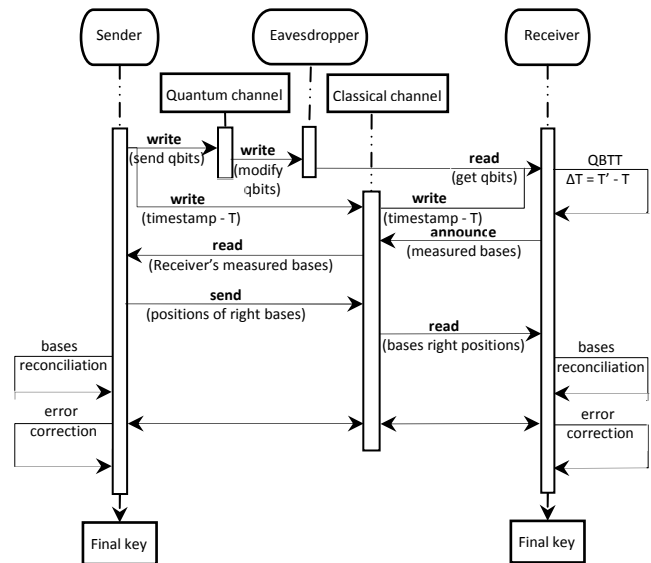 Sender
Eavesdropper
Receiver
Quantum channel
Classical channel
write
(send qbits)
write
(modify
qbits)
read
(get qbits)
QBTT
ΔT = T' - T
write
(timestamp - T)
write
(timestamp - T)
announce
(measured bases)
read
(Receiver's measured bases)
send
(positions of right bases)
read
(bases right positions)
bases
reconciliation
bases
reconciliation
error
correction
error
correction
Final key
Final key